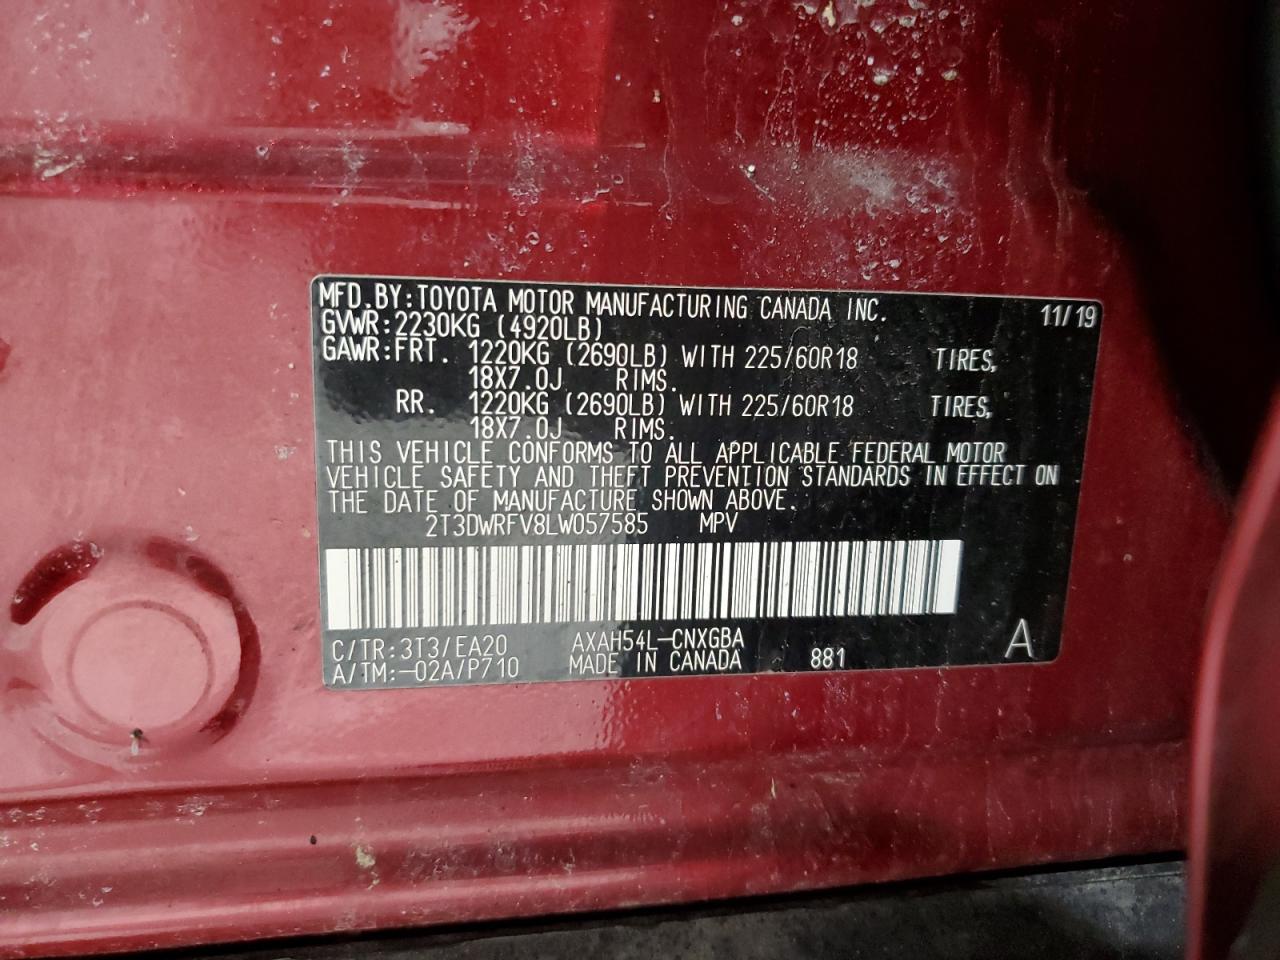 MFD.BY:TOYOTA MOTOR MANUFACTURING CANADA INC. 11/19
GVWR:2230KG (4920LB)
GAWR:FRT. 1220KG (2690LB) WITH 225/60R18 TIRES,
18X7.0J RIMS.
RR. 1220KG (2690LB) WITH 225/60R18 TIRES,
18X7.0J RIMS.
THIS VEHICLE CONFORMS TO ALL APPLICABLE FEDERAL MOTOR
VEHICLE SAFETY AND THEFT PREVENTION STANDARDS IN EFFECT ON
THE DATE OF MANUFACTURE SHOWN ABOVE.
2T3DWRFV8LW057585 MPV
C/TR:3T3/EA20 AXAH54L-CNXGBA
A/TM:-02A/P710 MADE IN CANADA 881 A